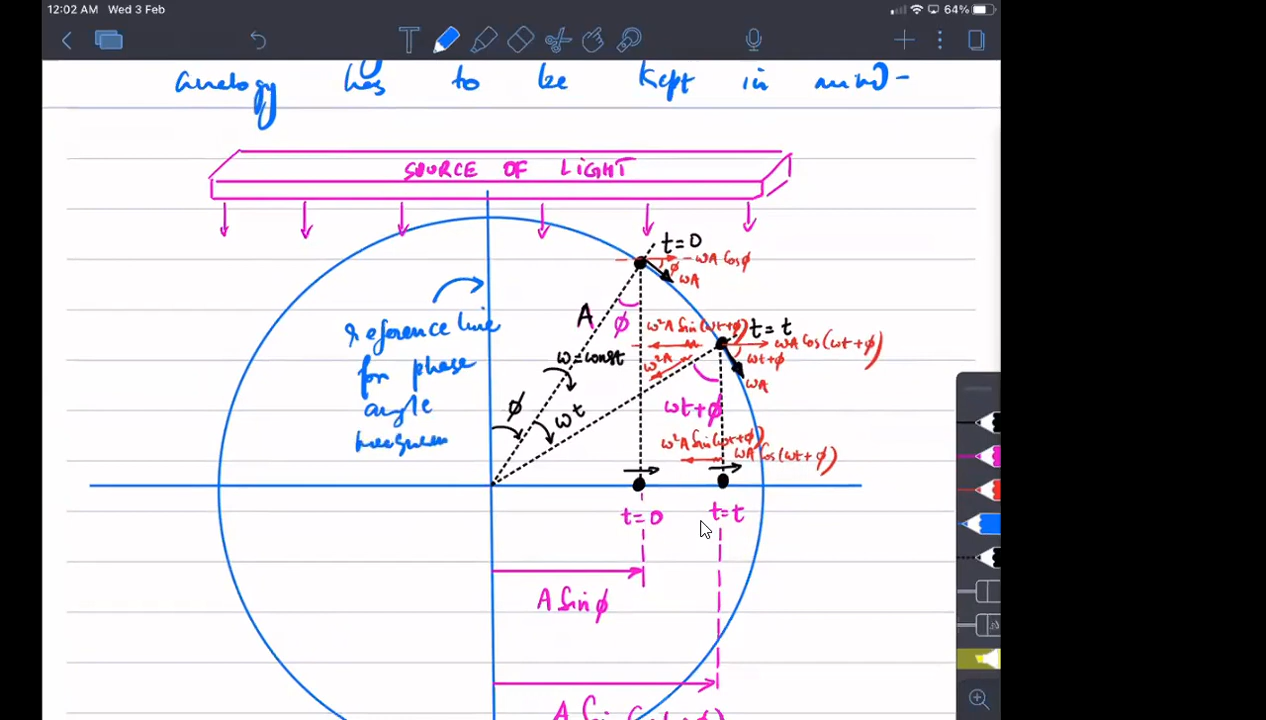 12:02 AM Wed 3 Feb
64%
T
analogy has to be kept in mind-
SOURCE OF LIGHT
t=0
-ωA Cosϕ
ϕ
ωA
A
ϕ
ω²A Sin(ωt+ϕ)
t=t
ωA Cos(ωt+ϕ)
Reference line
for phase
angle
ω=const
ω²A
ωt+ϕ
ωA
ϕ
ωt
ωt+ϕ
ω²A Sin(ωt+ϕ)
ωA Cos(ωt+ϕ)
t=0
t=t
A Sinϕ